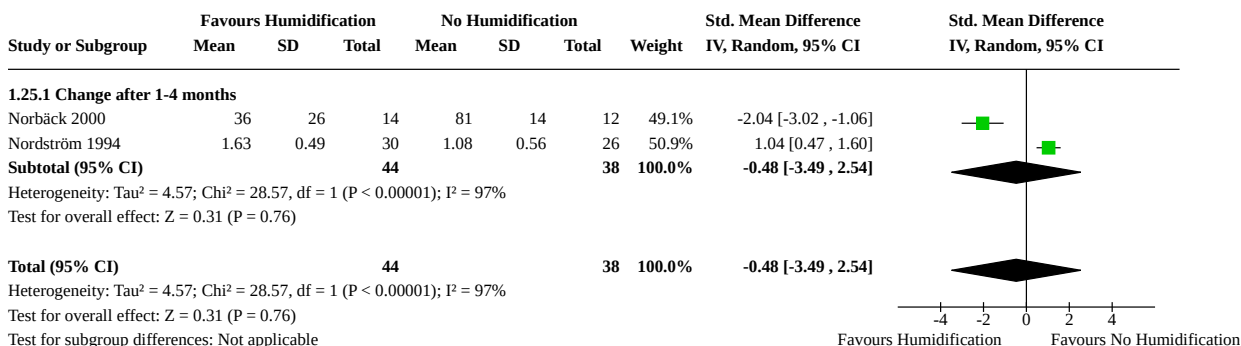 Favours Humidification No Humidification Std. Mean Difference Std. Mean Difference
Study or Subgroup Mean SD Total Mean SD Total Weight IV, Random, 95% CI IV, Random, 95% CI
1.25.1 Change after 1-4 months
Norbäck 2000 36 26 14 81 14 12 49.1% -2.04 [-3.02 , -1.06]
Nordström 1994 1.63 0.49 30 1.08 0.56 26 50.9% 1.04 [0.47 , 1.60]
Subtotal (95% CI) 44 38 100.0% -0.48 [-3.49 , 2.54]
Heterogeneity: Tau² = 4.57; Chi² = 28.57, df = 1 (P < 0.00001); I² = 97%
Test for overall effect: Z = 0.31 (P = 0.76)
Total (95% CI) 44 38 100.0% -0.48 [-3.49 , 2.54]
Heterogeneity: Tau² = 4.57; Chi² = 28.57, df = 1 (P < 0.00001); I² = 97%
Test for overall effect: Z = 0.31 (P = 0.76)
-4 -2 0 2 4
Test for subgroup differences: Not applicable Favours Humidification Favours No Humidification